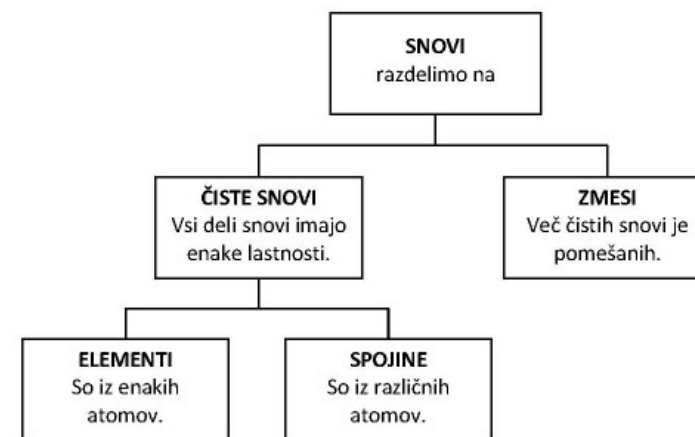 SNOVI
razdelimo na
ČISTE SNOVI
Vsi deli snovi imajo
enake lastnosti.
ZMESI
Več čistih snovi je
pomešanih.
ELEMENTI
So iz enakih
atomov.
SPOJINE
So iz različnih
atomov.